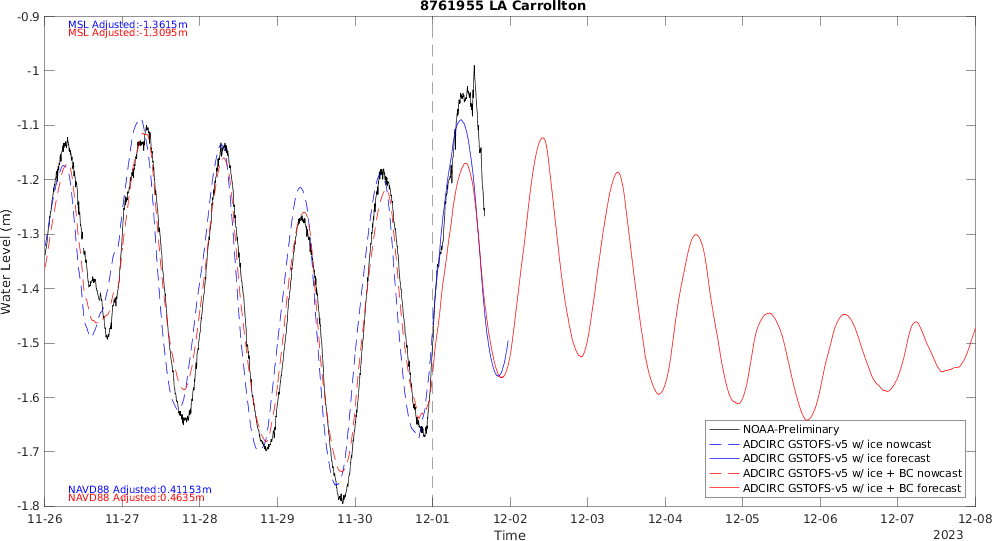 8761955 LA Carrollton
MSL Adjusted:-1.3615m
MSL Adjusted:-1.3095m
-0.9
-1
-1.1
-1.2
-1.3
-1.4
-1.5
-1.6
-1.7
-1.8
Water Level (m)
NOAA-Preliminary
ADCIRC GSTOFS-v5 w/ ice nowcast
ADCIRC GSTOFS-v5 w/ ice forecast
ADCIRC GSTOFS-v5 w/ ice + BC nowcast
ADCIRC GSTOFS-v5 w/ ice + BC forecast
NAVD88 Adjusted:0.41153m
NAVD88 Adjusted:0.4635m
11-26 11-27 11-28 11-29 11-30 12-01 12-02 12-03 12-04 12-05 12-06 12-07 12-08
Time
2023